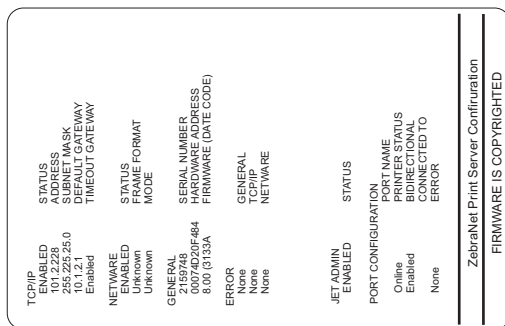 TCP/IP
ENABLED STATUS
101.2.228 ADDRESS
255.225.25.0 SUBNET MASK
10.1.2.1 DEFAULT GATEWAY
Enabled TIMEOUT GATEWAY
NETWARE
ENABLED STATUS
Unknown FRAME FORMAT
Unknown MODE
GENERAL
2159748 SERIAL NUMBER
00074D20F484 HARDWARE ADDRESS
8.00 (3133A FIRMWARE (DATE CODE)
ERROR
None GENERAL
None TCP/IP
None NETWARE
JET ADMIN
ENABLED STATUS
PORT CONFIGURATION
PORT NAME
Online PRINTER STATUS
Enabled BIDIRECTIONAL
CONNECTED TO
None ERROR
ZebraNet Print Server Confiruration
FIRMWARE IS COPYRIGHTED